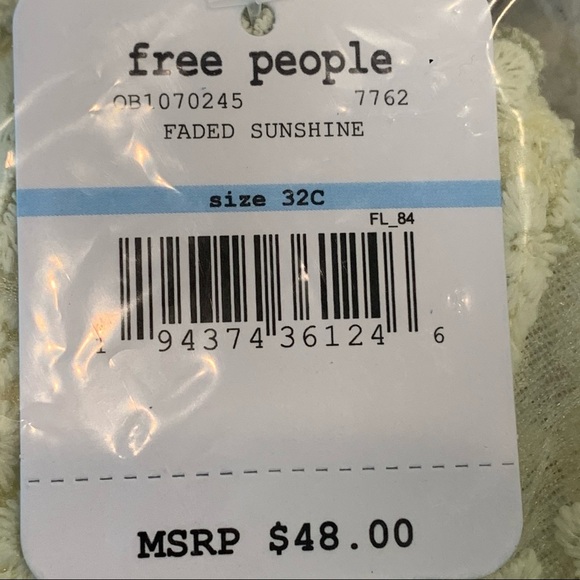 free people
OB1070245 7762
FADED SUNSHINE
size 32C
FL_84
1 94374 36124 6
MSRP $48.00